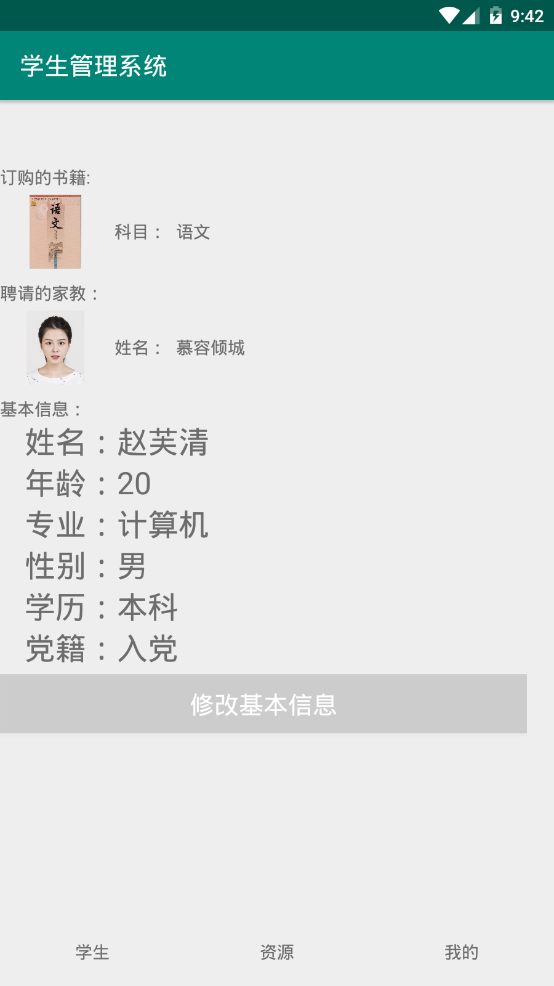 9:42
学生管理系统
订购的书籍:
语文
科目： 语文
聘请的家教：
姓名： 慕容倾城
基本信息：
姓名：赵芙清
年龄：20
专业：计算机
性别：男
学历：本科
党籍：入党
修改基本信息
学生 资源 我的